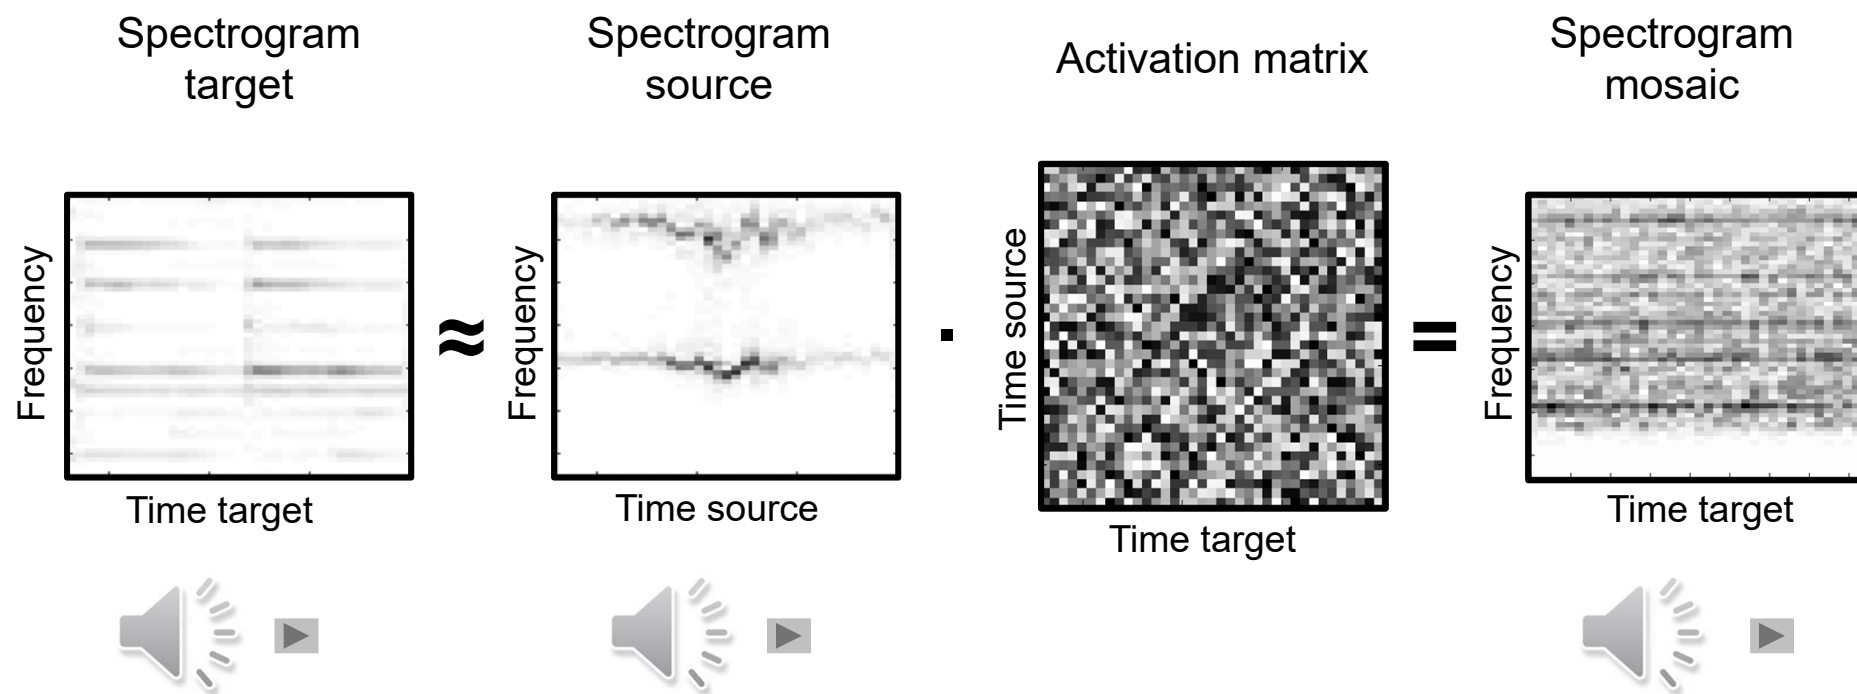 Spectrogram
target
Spectrogram
source
Activation matrix
Spectrogram
mosaic
Frequency
≈
Frequency
·
Time source
=
Frequency
Time target
Time source
Time target
Time target